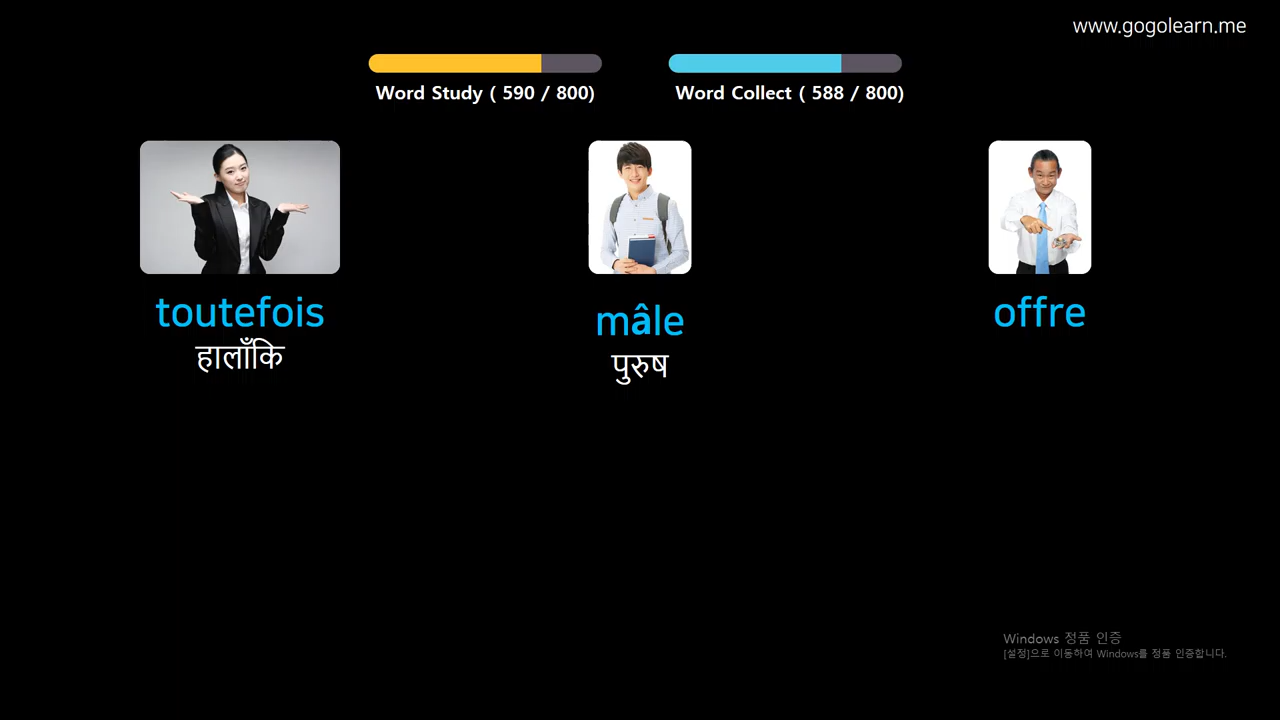 www.gogolearn.me
Word Study ( 590 / 800)
Word Collect ( 588 / 800)
toutefois
हालाँकि
mâle
पुरुष
offre
Windows 정품 인증
[설정]으로 이동하여 Windows를 정품 인증합니다.